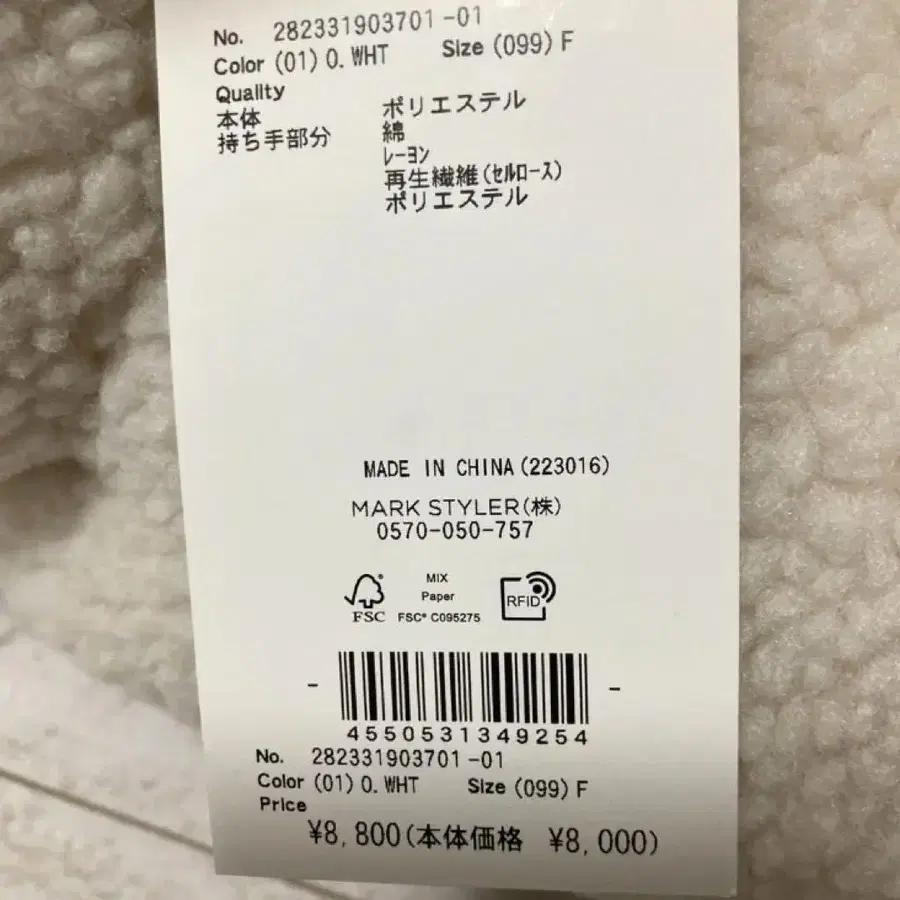 No. 282331903701-01
Color (01) O. WHT Size (099) F
Quality
本体 ポリエステル
持ち手部分 綿
レーヨン
再生繊維(セルロース)
ポリエステル
MADE IN CHINA (223016)
MARK STYLER(株)
0570-050-757
FSC
MIX
Paper
FSC® C095275
RFID
4550531349254
No. 282331903701-01
Color (01) O. WHT Size (099) F
Price
¥8,800(本体価格 ¥8,000)